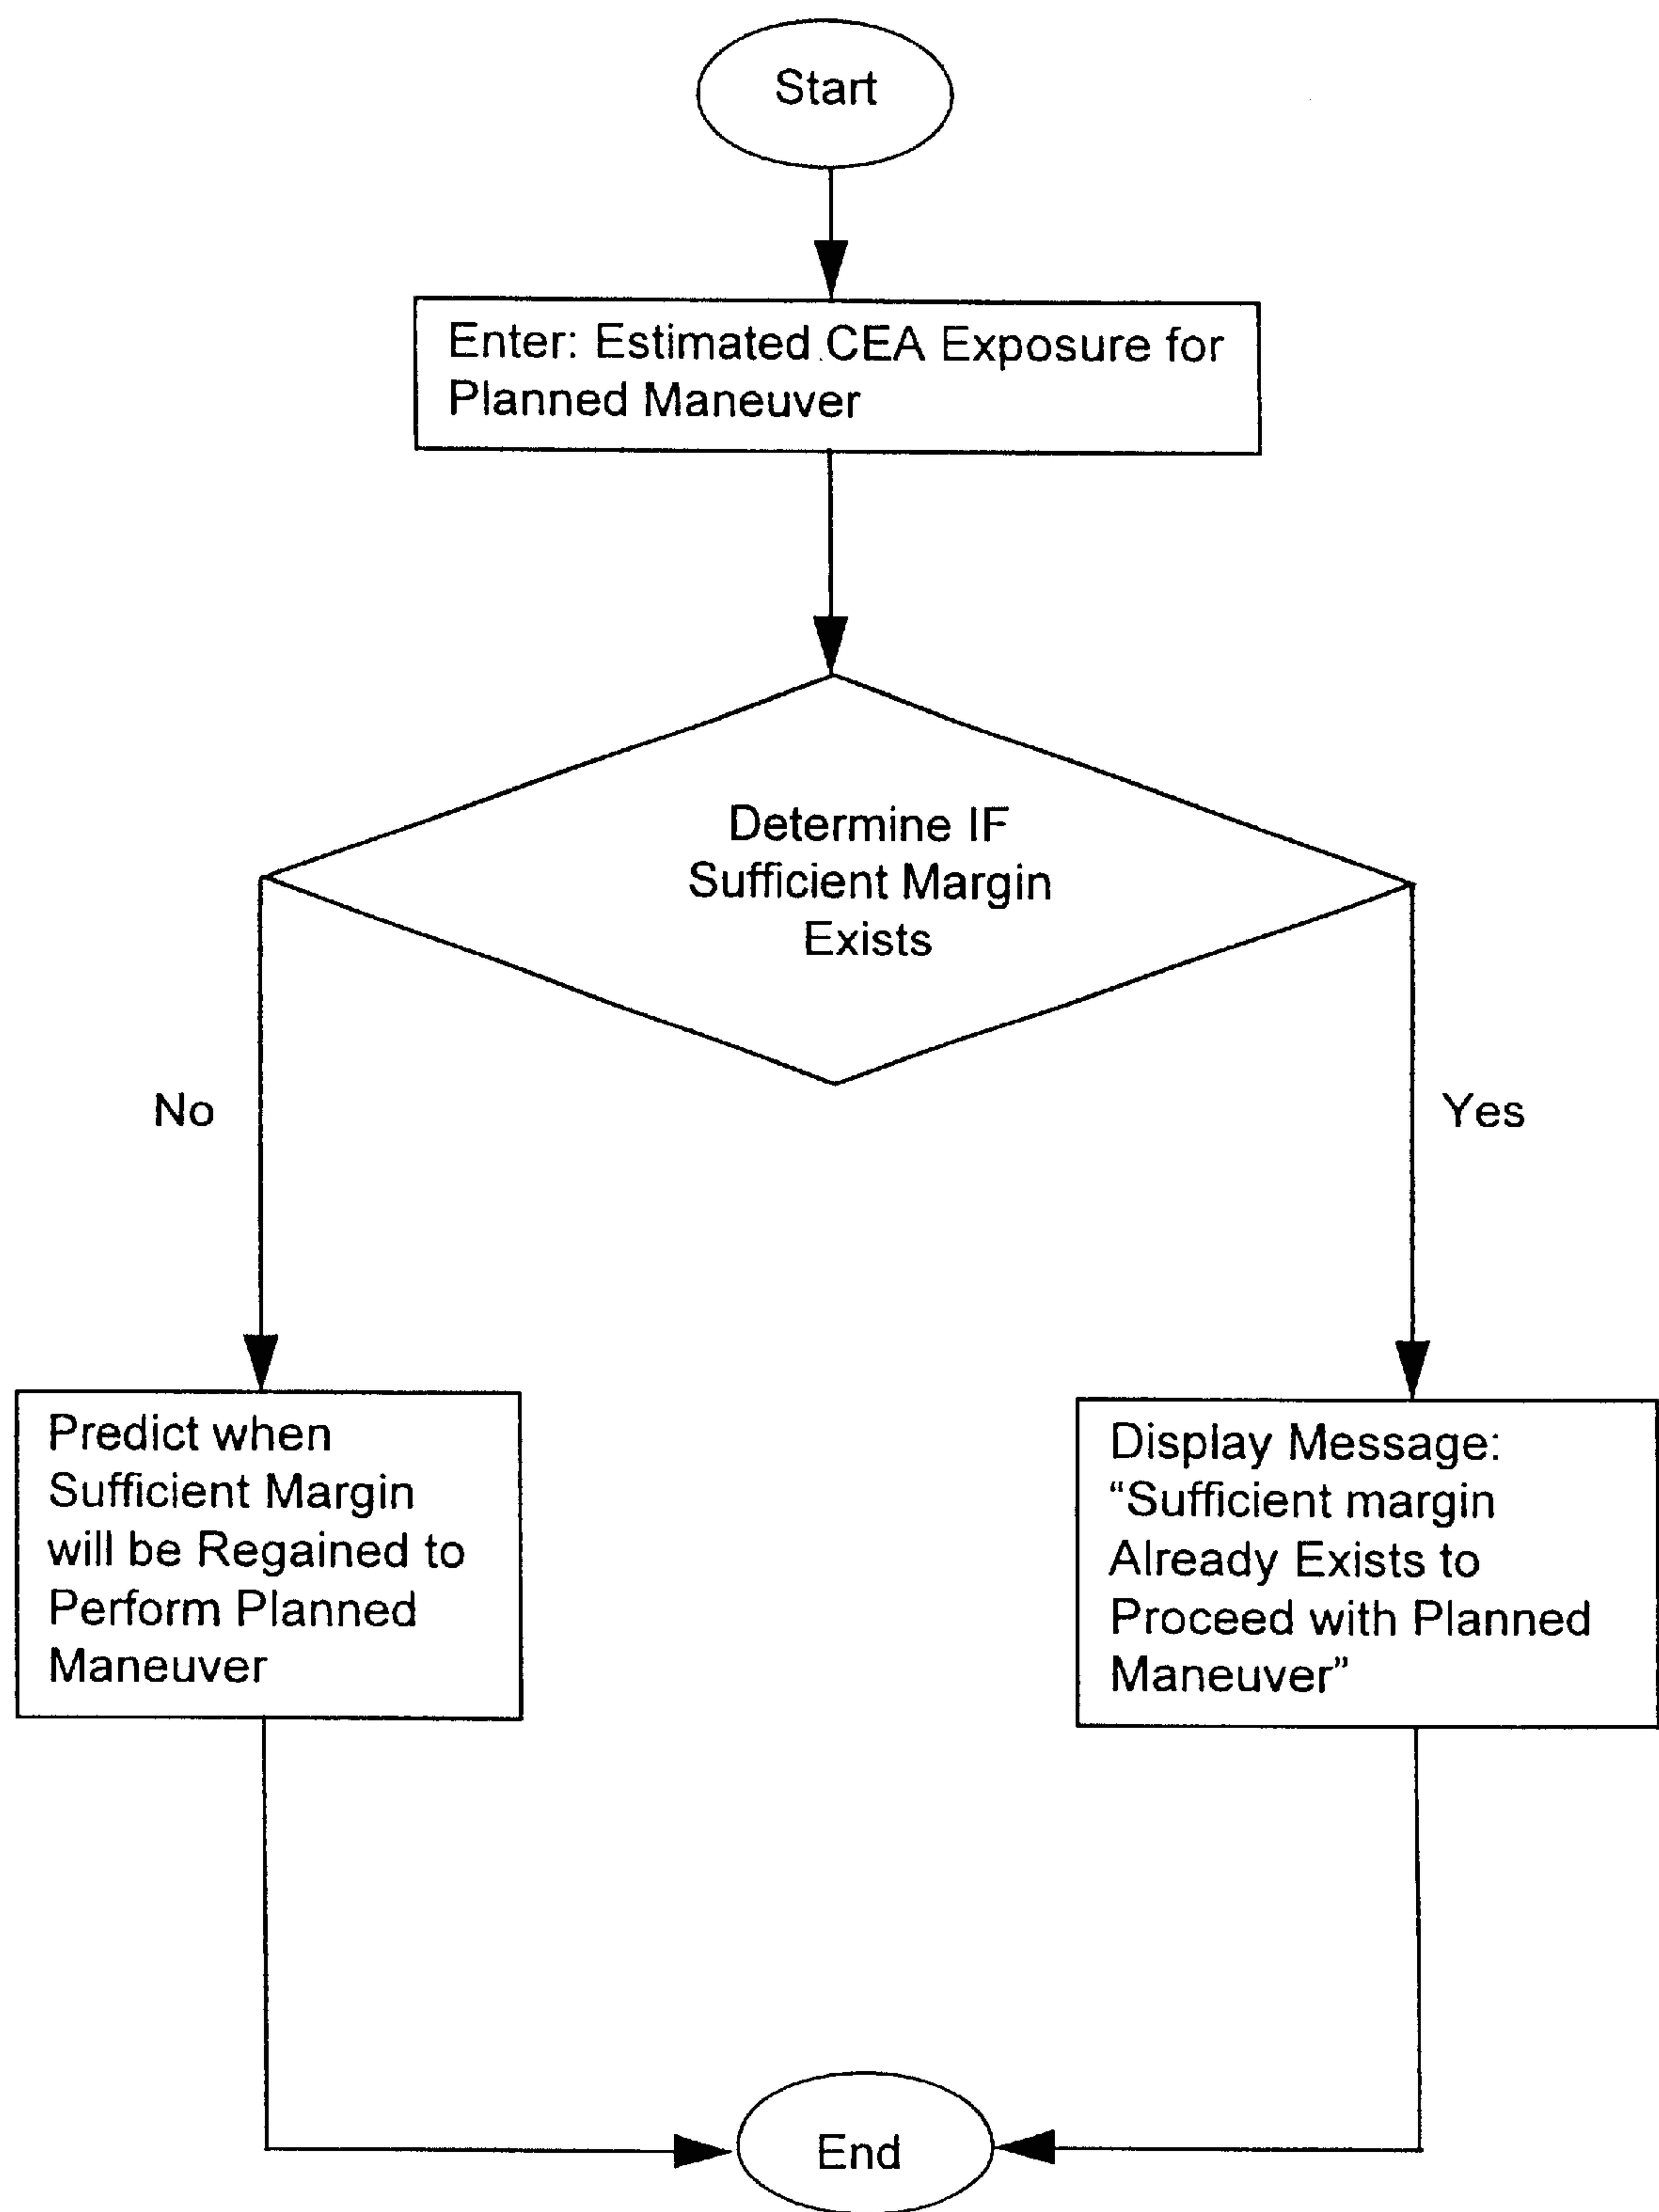 Start
Enter: Estimated CEA Exposure for
Planned Maneuver
Determine IF
Sufficient Margin
Exists
No
Yes
Predict when
Sufficient Margin
will be Regained to
Perform Planned
Maneuver
Display Message:
“Sufficient margin
Already Exists to
Proceed with Planned
Maneuver”
End